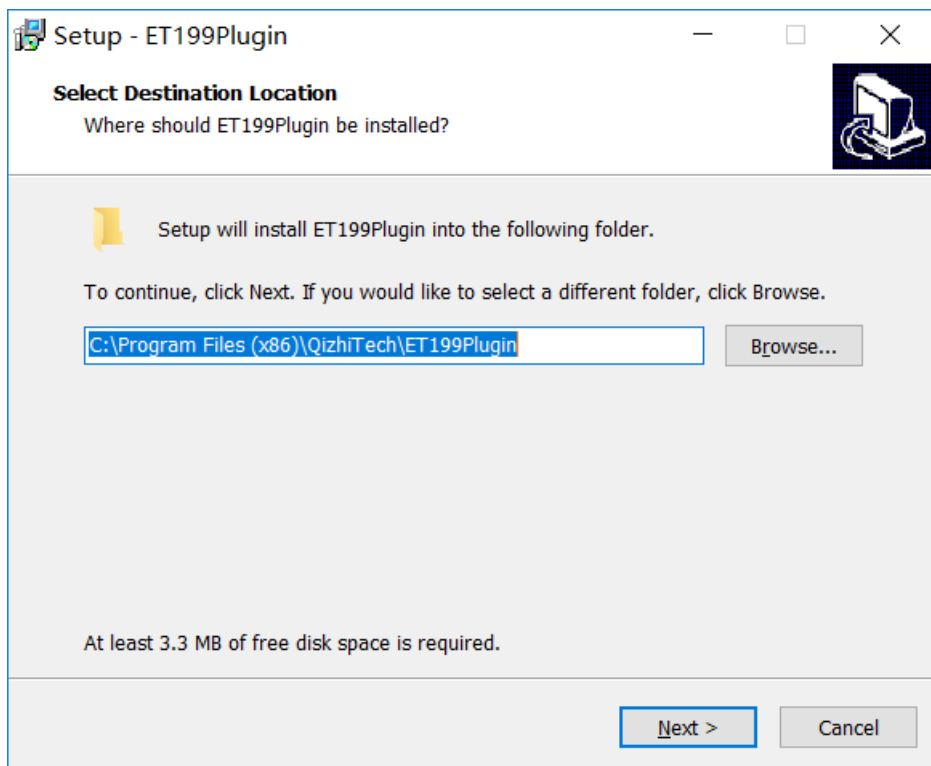 Setup - ET199Plugin
Select Destination Location
Where should ET199Plugin be installed?
Setup will install ET199Plugin into the following folder.
To continue, click Next. If you would like to select a different folder, click Browse.
C:\Program Files (x86)\QizhiTech\ET199Plugin
Browse...
At least 3.3 MB of free disk space is required.
Next >
Cancel